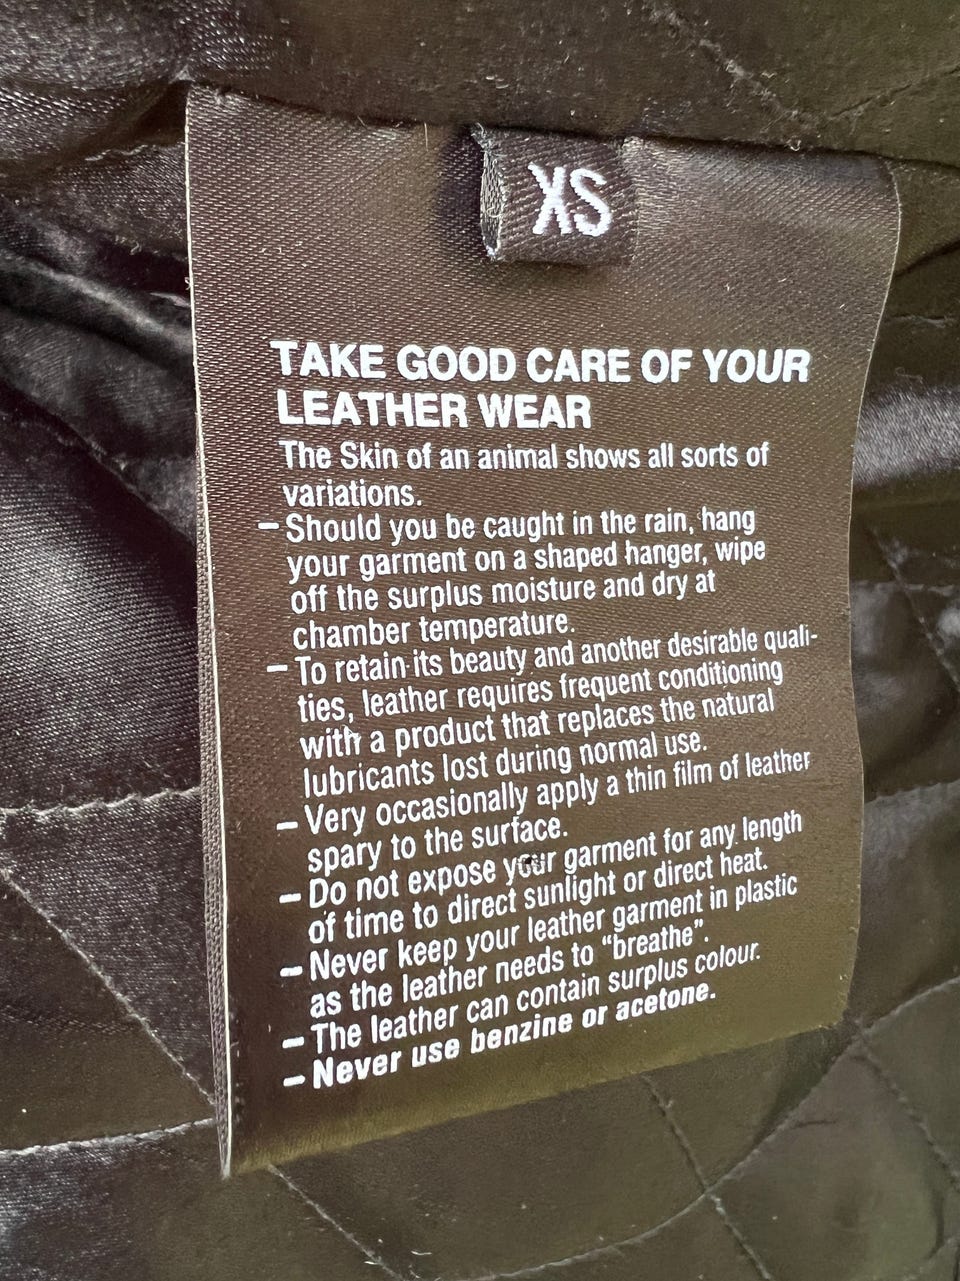 XS
TAKE GOOD CARE OF YOUR
LEATHER WEAR
The Skin of an animal shows all sorts of
variations.
– Should you be caught in the rain, hang
your garment on a shaped hanger, wipe
off the surplus moisture and dry at
chamber temperature.
– To retain its beauty and another desirable quali-
ties, leather requires frequent conditioning
with a product that replaces the natural
lubricants lost during normal use.
– Very occasionally apply a thin film of leather
spary to the surface.
– Do not expose your garment for any length
of time to direct sunlight or direct heat.
– Never keep your leather garment in plastic
as the leather needs to “breathe”.
– The leather can contain surplus colour.
– Never use benzine or acetone.